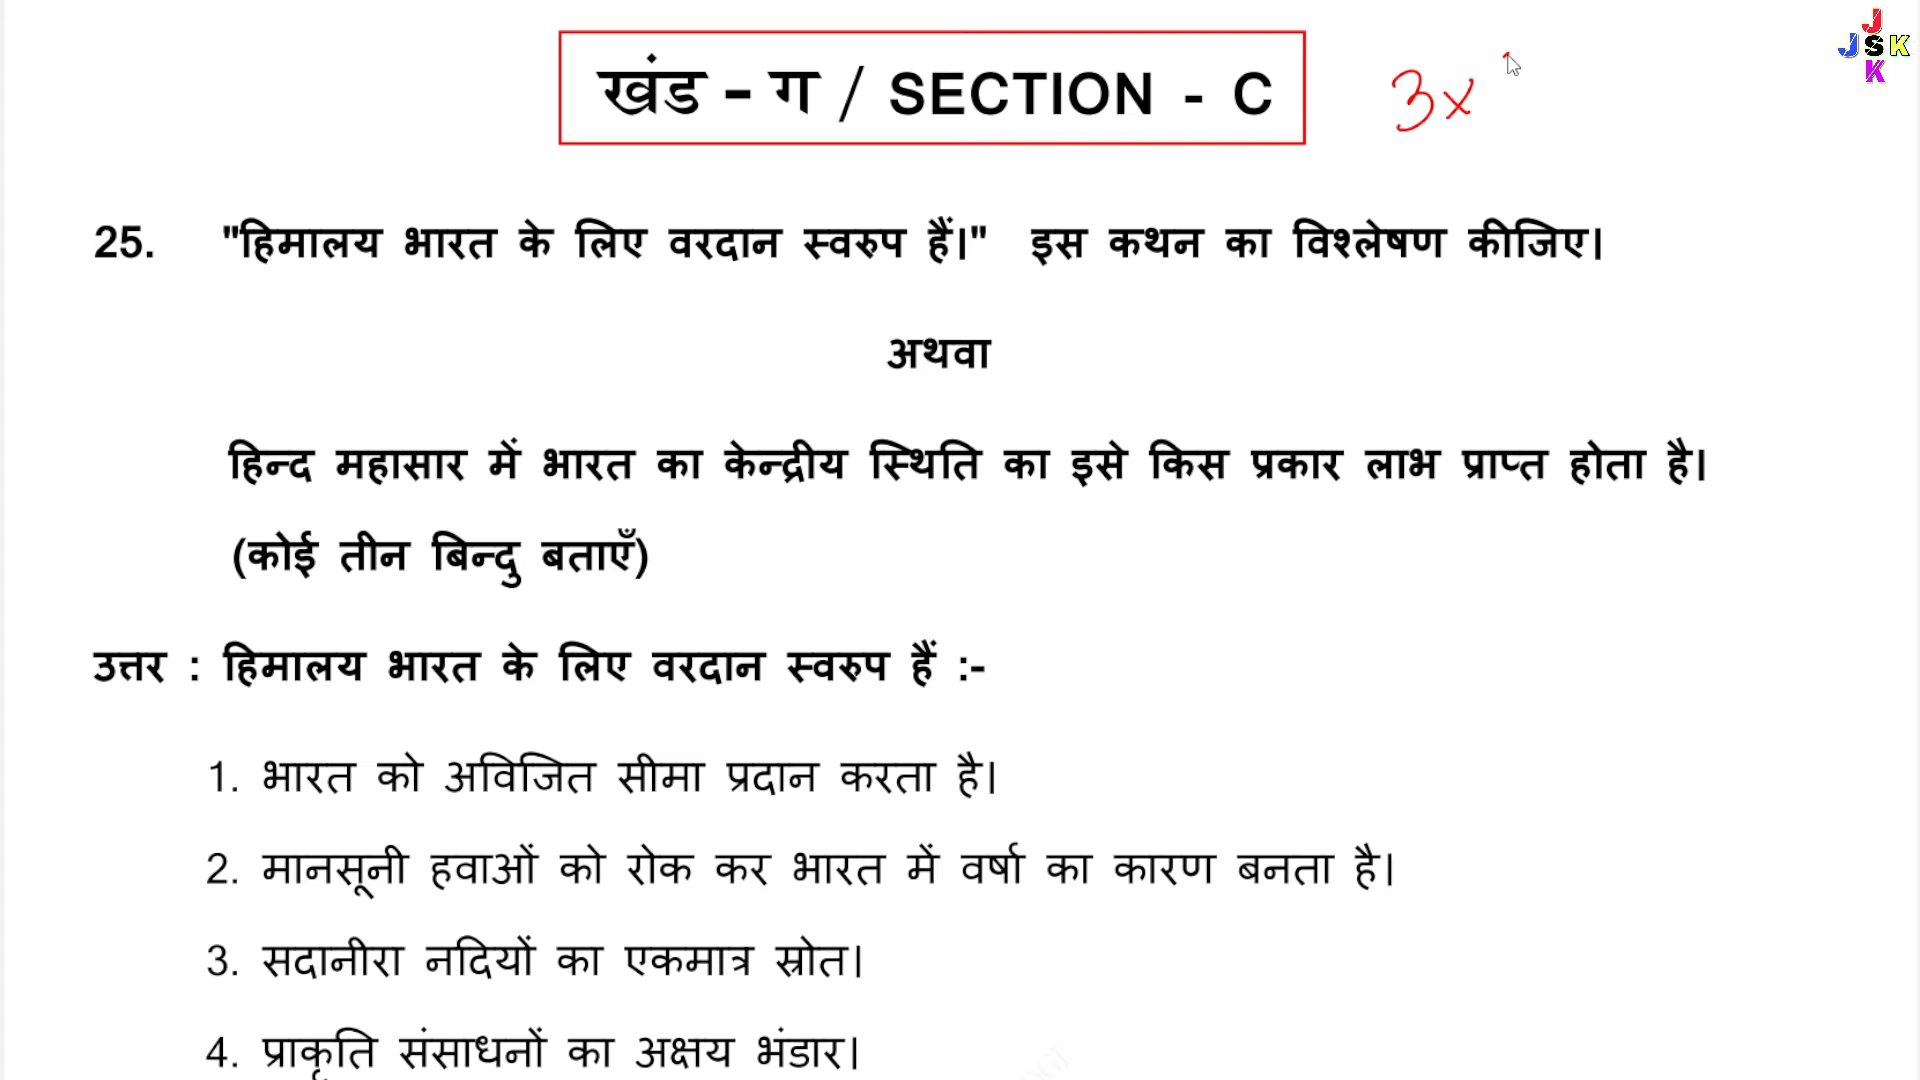 खंड - ग / SECTION - C
3x
J
J S K
K
25. "हिमालय भारत के लिए वरदान स्वरुप हैं।" इस कथन का विश्लेषण कीजिए।
अथवा
हिन्द महासार में भारत का केन्द्रीय स्थिति का इसे किस प्रकार लाभ प्राप्त होता है।
(कोई तीन बिन्दु बताएँ)
उत्तर : हिमालय भारत के लिए वरदान स्वरुप हैं :-
1. भारत को अविजित सीमा प्रदान करता है।
2. मानसूनी हवाओं को रोक कर भारत में वर्षा का कारण बनता है।
3. सदानीरा नदियों का एकमात्र स्रोत।
4. प्राकृति संसाधनों का अक्षय भंडार।